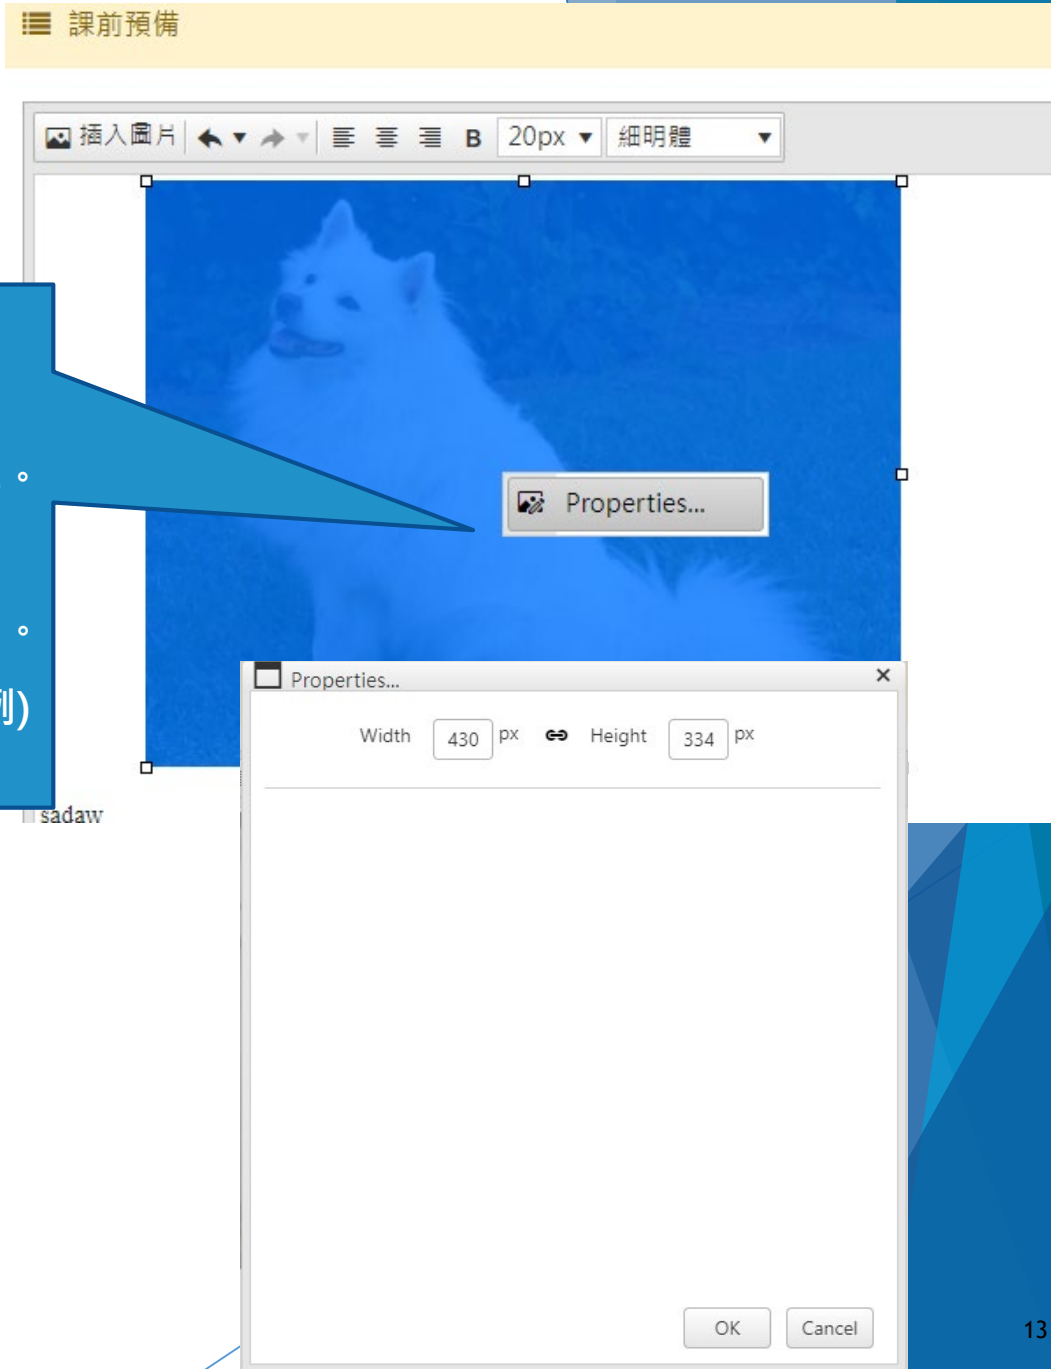 課前預備
插入圖片 B 20px 細明體
。
Properties...
。
例)
Properties...
Width 430 px Height 334 px
sadaw
OK Cancel
13